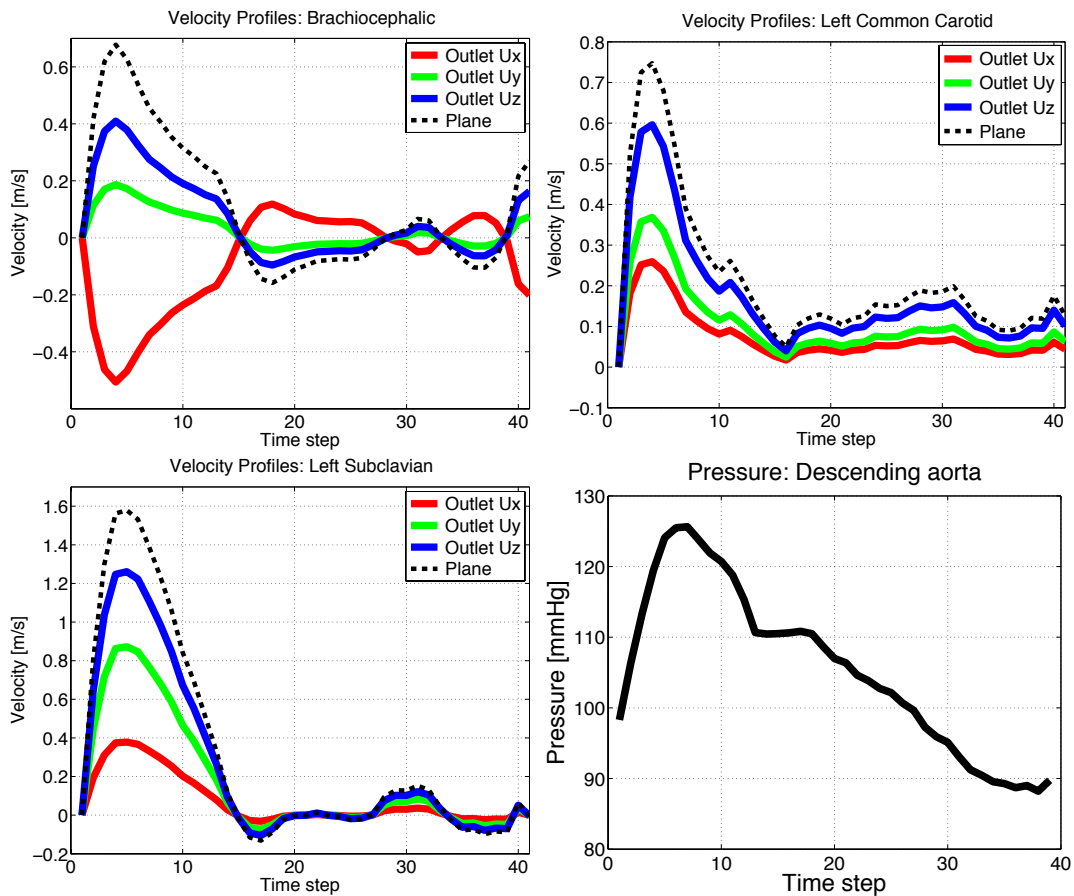 Velocity Profiles: Brachiocephalic
Velocity [m/s]
0.6
0.4
0.2
0
−0.2
−0.4
0 10 20 30 40
Time step
Outlet Ux
Outlet Uy
Outlet Uz
Plane
Velocity Profiles: Left Common Carotid
Velocity [m/s]
0.8
0.7
0.6
0.5
0.4
0.3
0.2
0.1
0
−0.1
0 10 20 30 40
Time step
Outlet Ux
Outlet Uy
Outlet Uz
Plane
Velocity Profiles: Left Subclavian
Velocity [m/s]
1.6
1.4
1.2
1
0.8
0.6
0.4
0.2
0
−0.2
0 10 20 30 40
Time step
Outlet Ux
Outlet Uy
Outlet Uz
Plane
Pressure: Descending aorta
Pressure [mmHg]
130
120
110
100
90
80
0 10 20 30 40
Time step